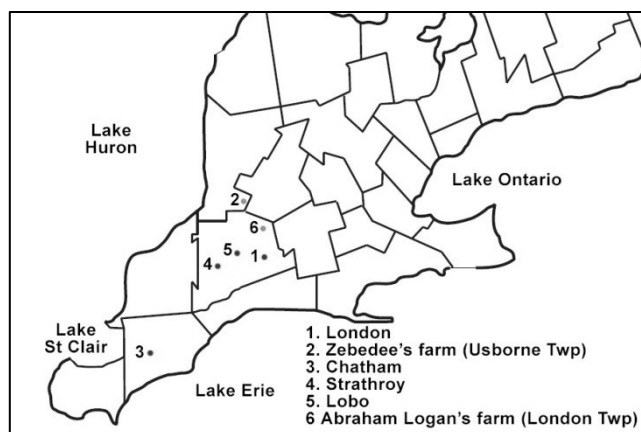 Lake
Huron
Lake Ontario
2
6
5
1
4
Lake
St Clair
3
Lake Erie
1. London
2. Zebedee's farm (Usborne Twp)
3. Chatham
4. Strathroy
5. Lobo
6 Abraham Logan's farm (London Twp)